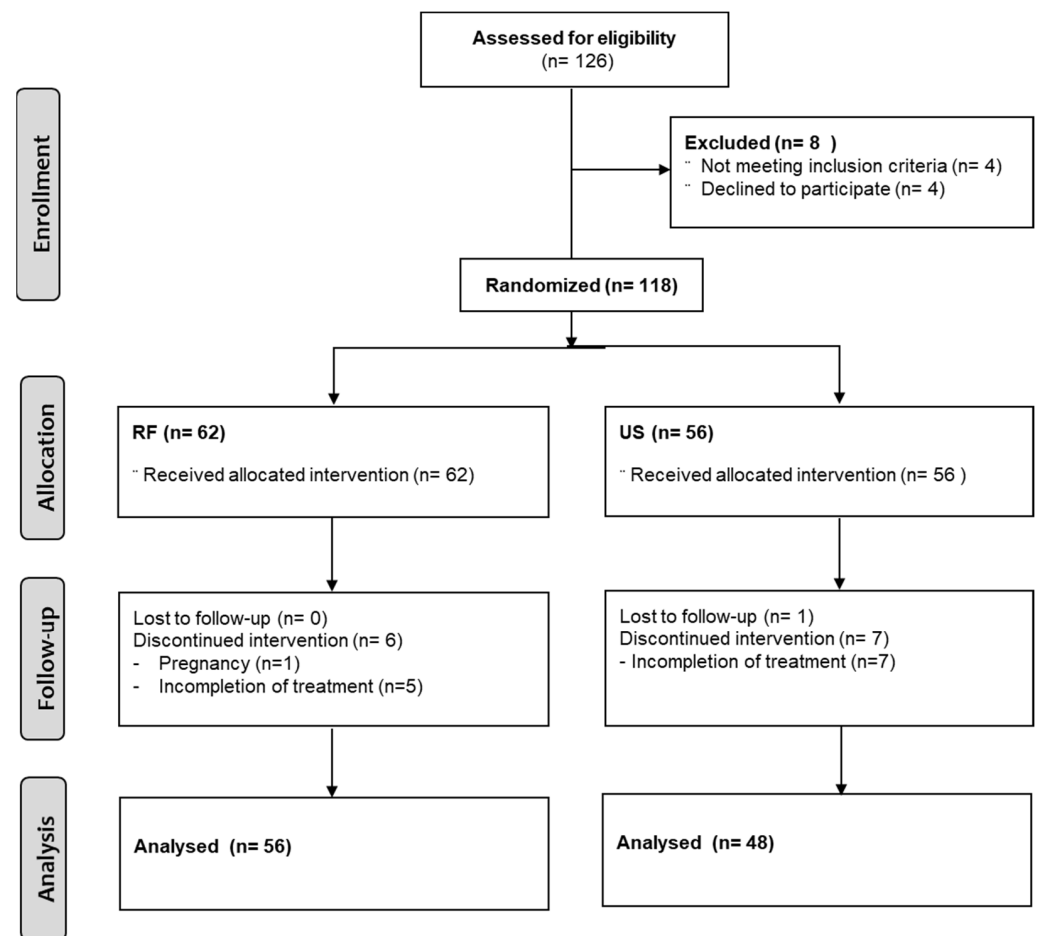 Assessed for eligibility
(n= 126)
Enrollment
Excluded (n= 8 )
¨ Not meeting inclusion criteria (n= 4)
¨ Declined to participate (n= 4)
Randomized (n= 118)
Allocation
RF (n= 62)
¨ Received allocated intervention (n= 62)
US (n= 56)
¨ Received allocated intervention (n= 56 )
Follow-up
Lost to follow-up (n= 0)
Discontinued intervention (n= 6)
- Pregnancy (n=1)
- Incompletion of treatment (n=5)
Lost to follow-up (n= 1)
Discontinued intervention (n= 7)
- Incompletion of treatment (n=7)
Analysis
Analysed (n= 56)
Analysed (n= 48)